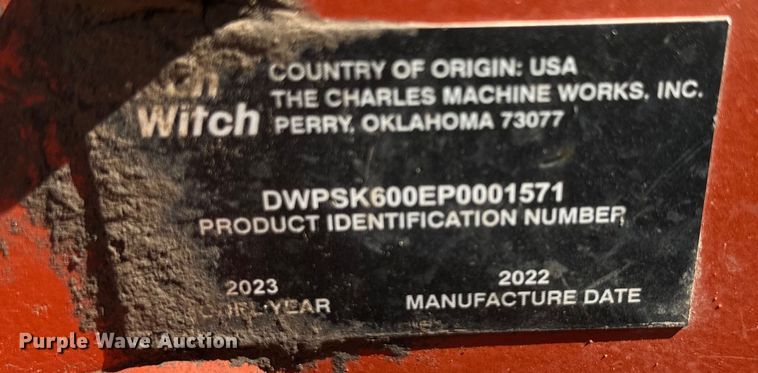 COUNTRY OF ORIGIN: USA
THE CHARLES MACHINE WORKS, INC.
Witch PERRY, OKLAHOMA 73077
DWPSK600EP0001571
PRODUCT IDENTIFICATION NUMBER
2023 2022
YEAR MANUFACTURE DATE
Purple Wave Auction